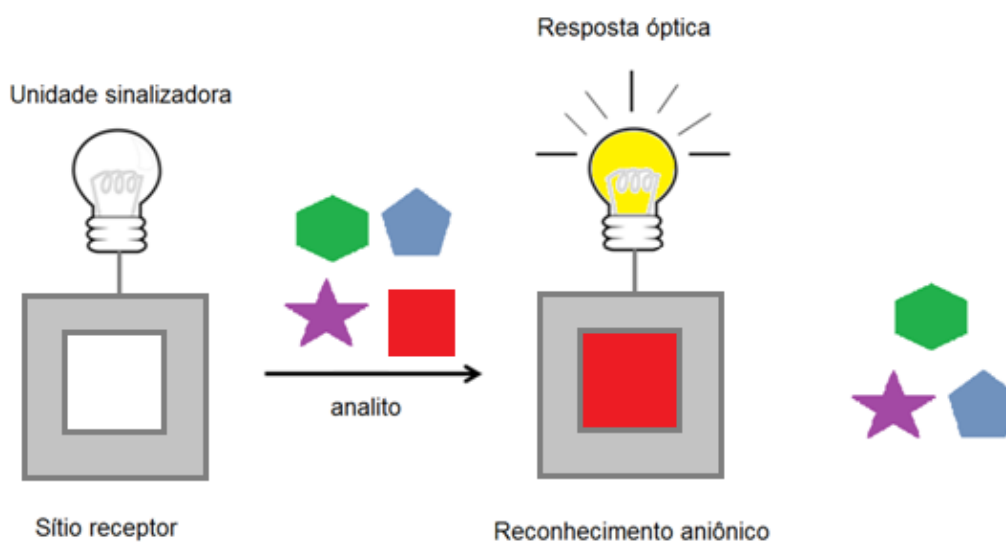 Resposta óptica
Unidade sinalizadora
analito
Sítio receptor
Reconhecimento aniônico